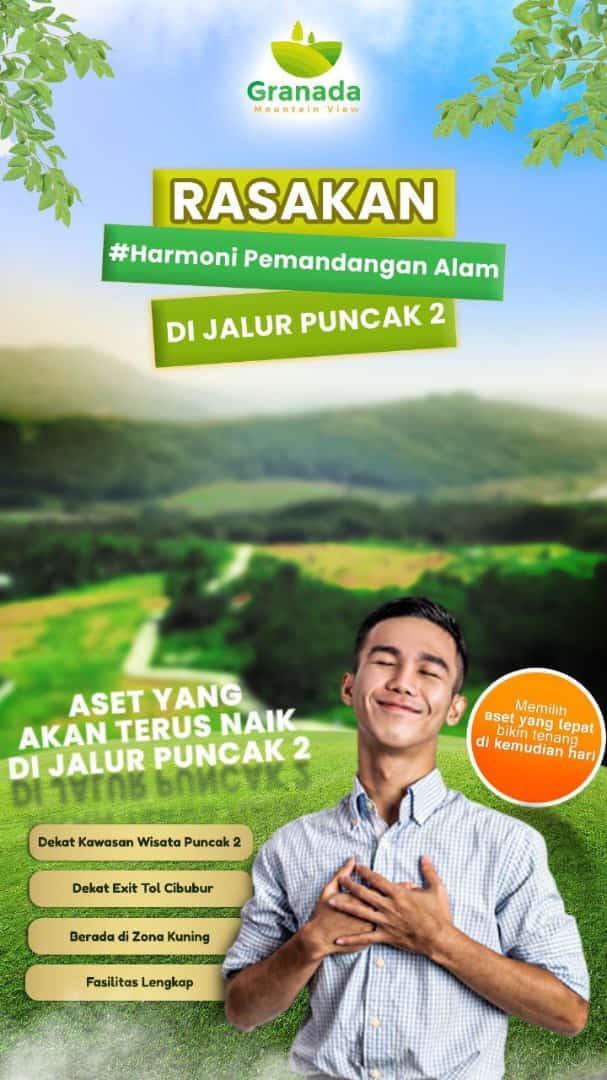 Granada
Mountain View
RASAKAN
#Harmoni Pemandangan Alam
DI JALUR PUNCAK 2
ASET YANG
AKAN TERUS NAIK
DI JALUR PUNCAK 2
Memilih
aset yang tepat
bikin tenang
di kemudian hari
Dekat Kawasan Wisata Puncak 2
Dekat Exit Tol Cibubur
Berada di Zona Kuning
Fasilitas Lengkap